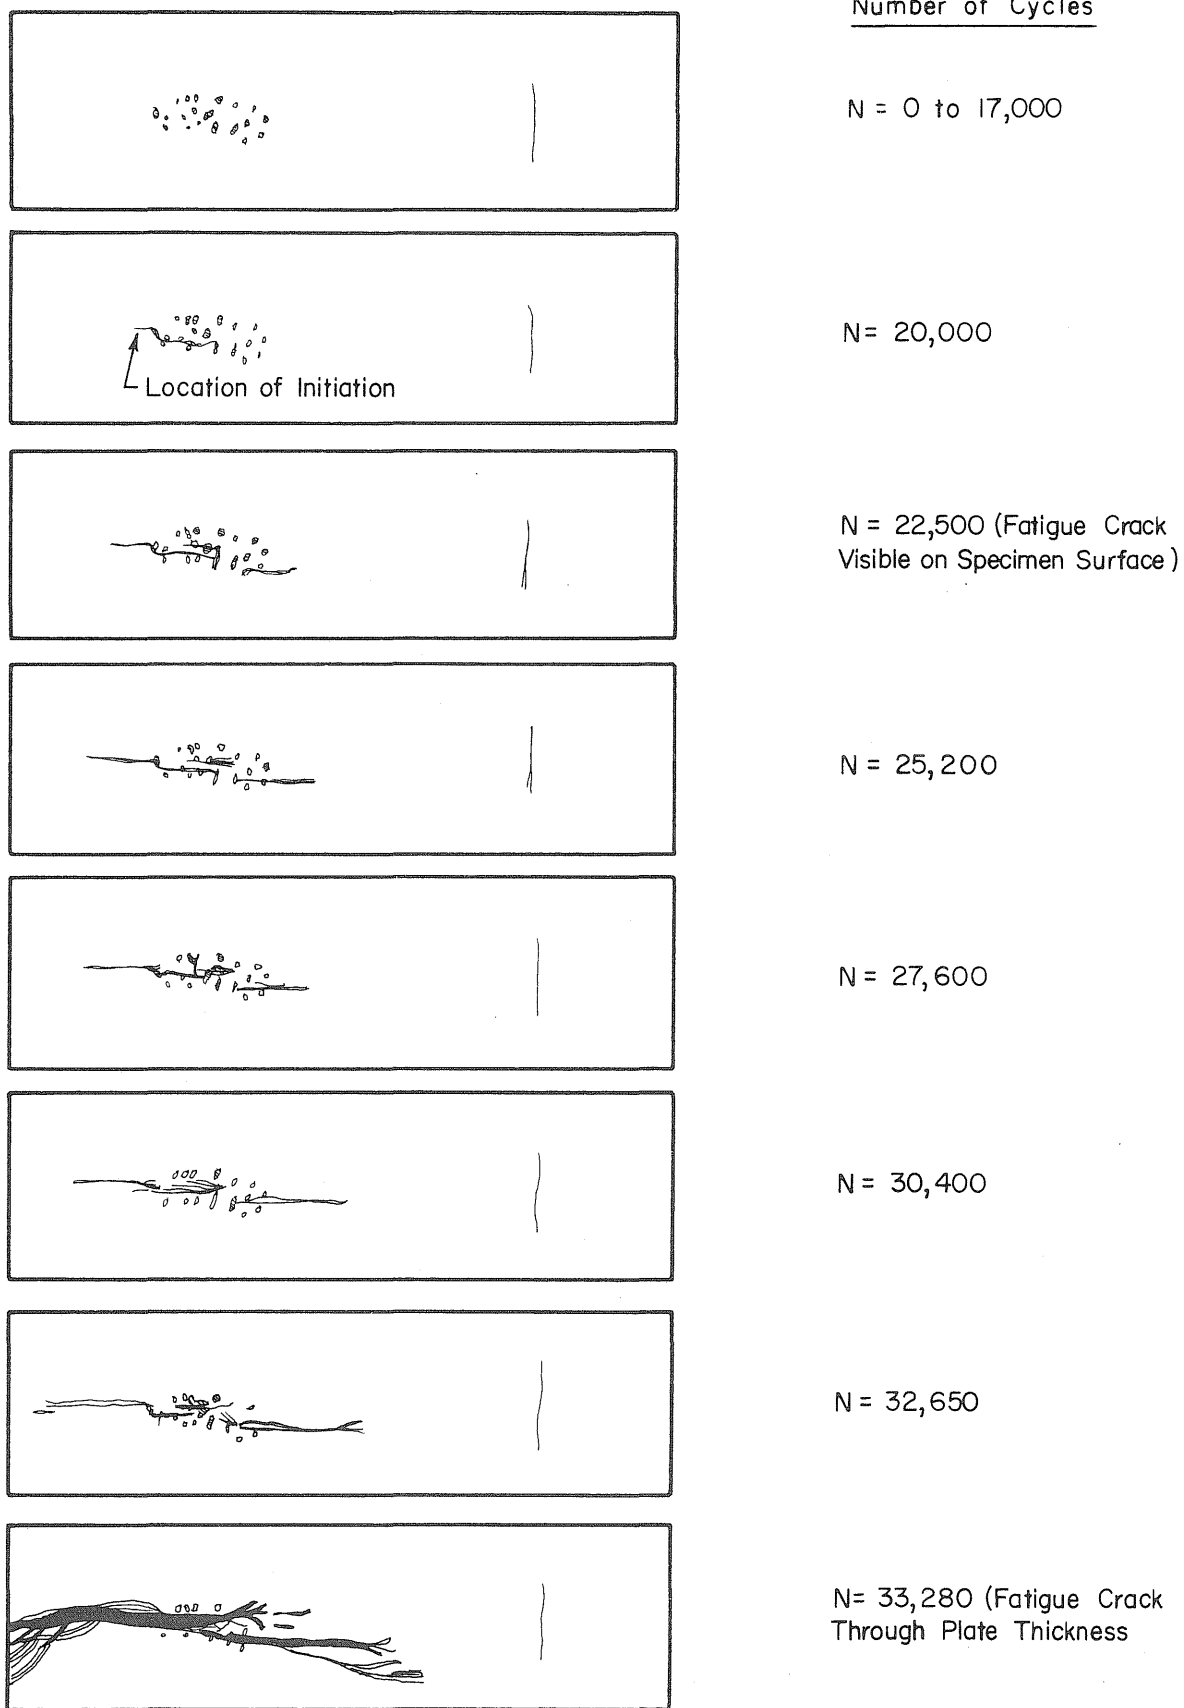 Number of Cycles
N = 0 to 17,000
N= 20,000
Location of Initiation
N = 22,500 (Fatigue Crack
Visible on Specimen Surface)
N = 25,200
N = 27,600
N = 30,400
N = 32,650
N= 33,280 (Fatigue Crack
Through Plate Thickness